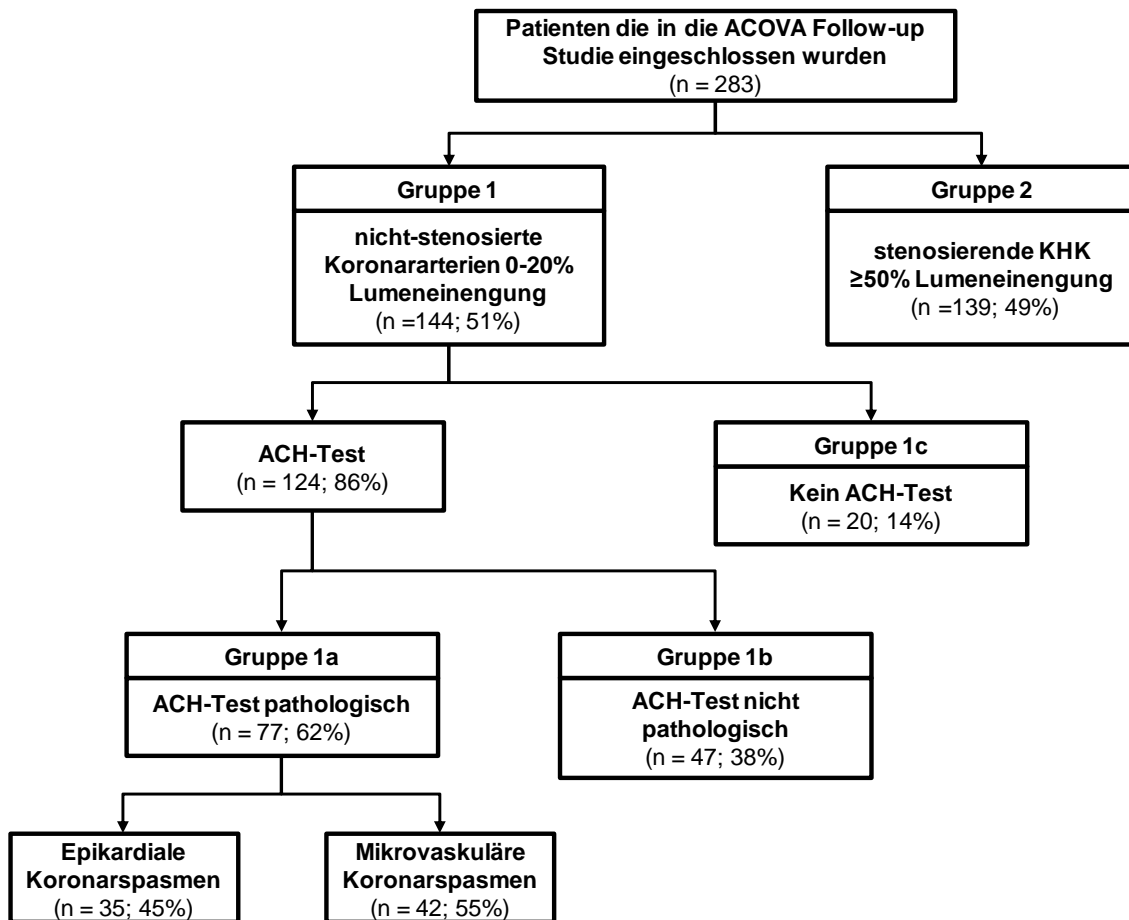 Patienten die in die ACOVA Follow-up
Studie eingeschlossen wurden
(n = 283)
Gruppe 1
nicht-stenosierte
Koronararterien 0-20%
Lumeneinengung
(n =144; 51%)
Gruppe 2
stenosierende KHK
≥50% Lumeneinengung
(n =139; 49%)
ACH-Test
(n = 124; 86%)
Gruppe 1c
Kein ACH-Test
(n = 20; 14%)
Gruppe 1a
ACH-Test pathologisch
(n = 77; 62%)
Gruppe 1b
ACH-Test nicht
pathologisch
(n = 47; 38%)
Epikardiale
Koronarspasmen
(n = 35; 45%)
Mikrovaskuläre
Koronarspasmen
(n = 42; 55%)